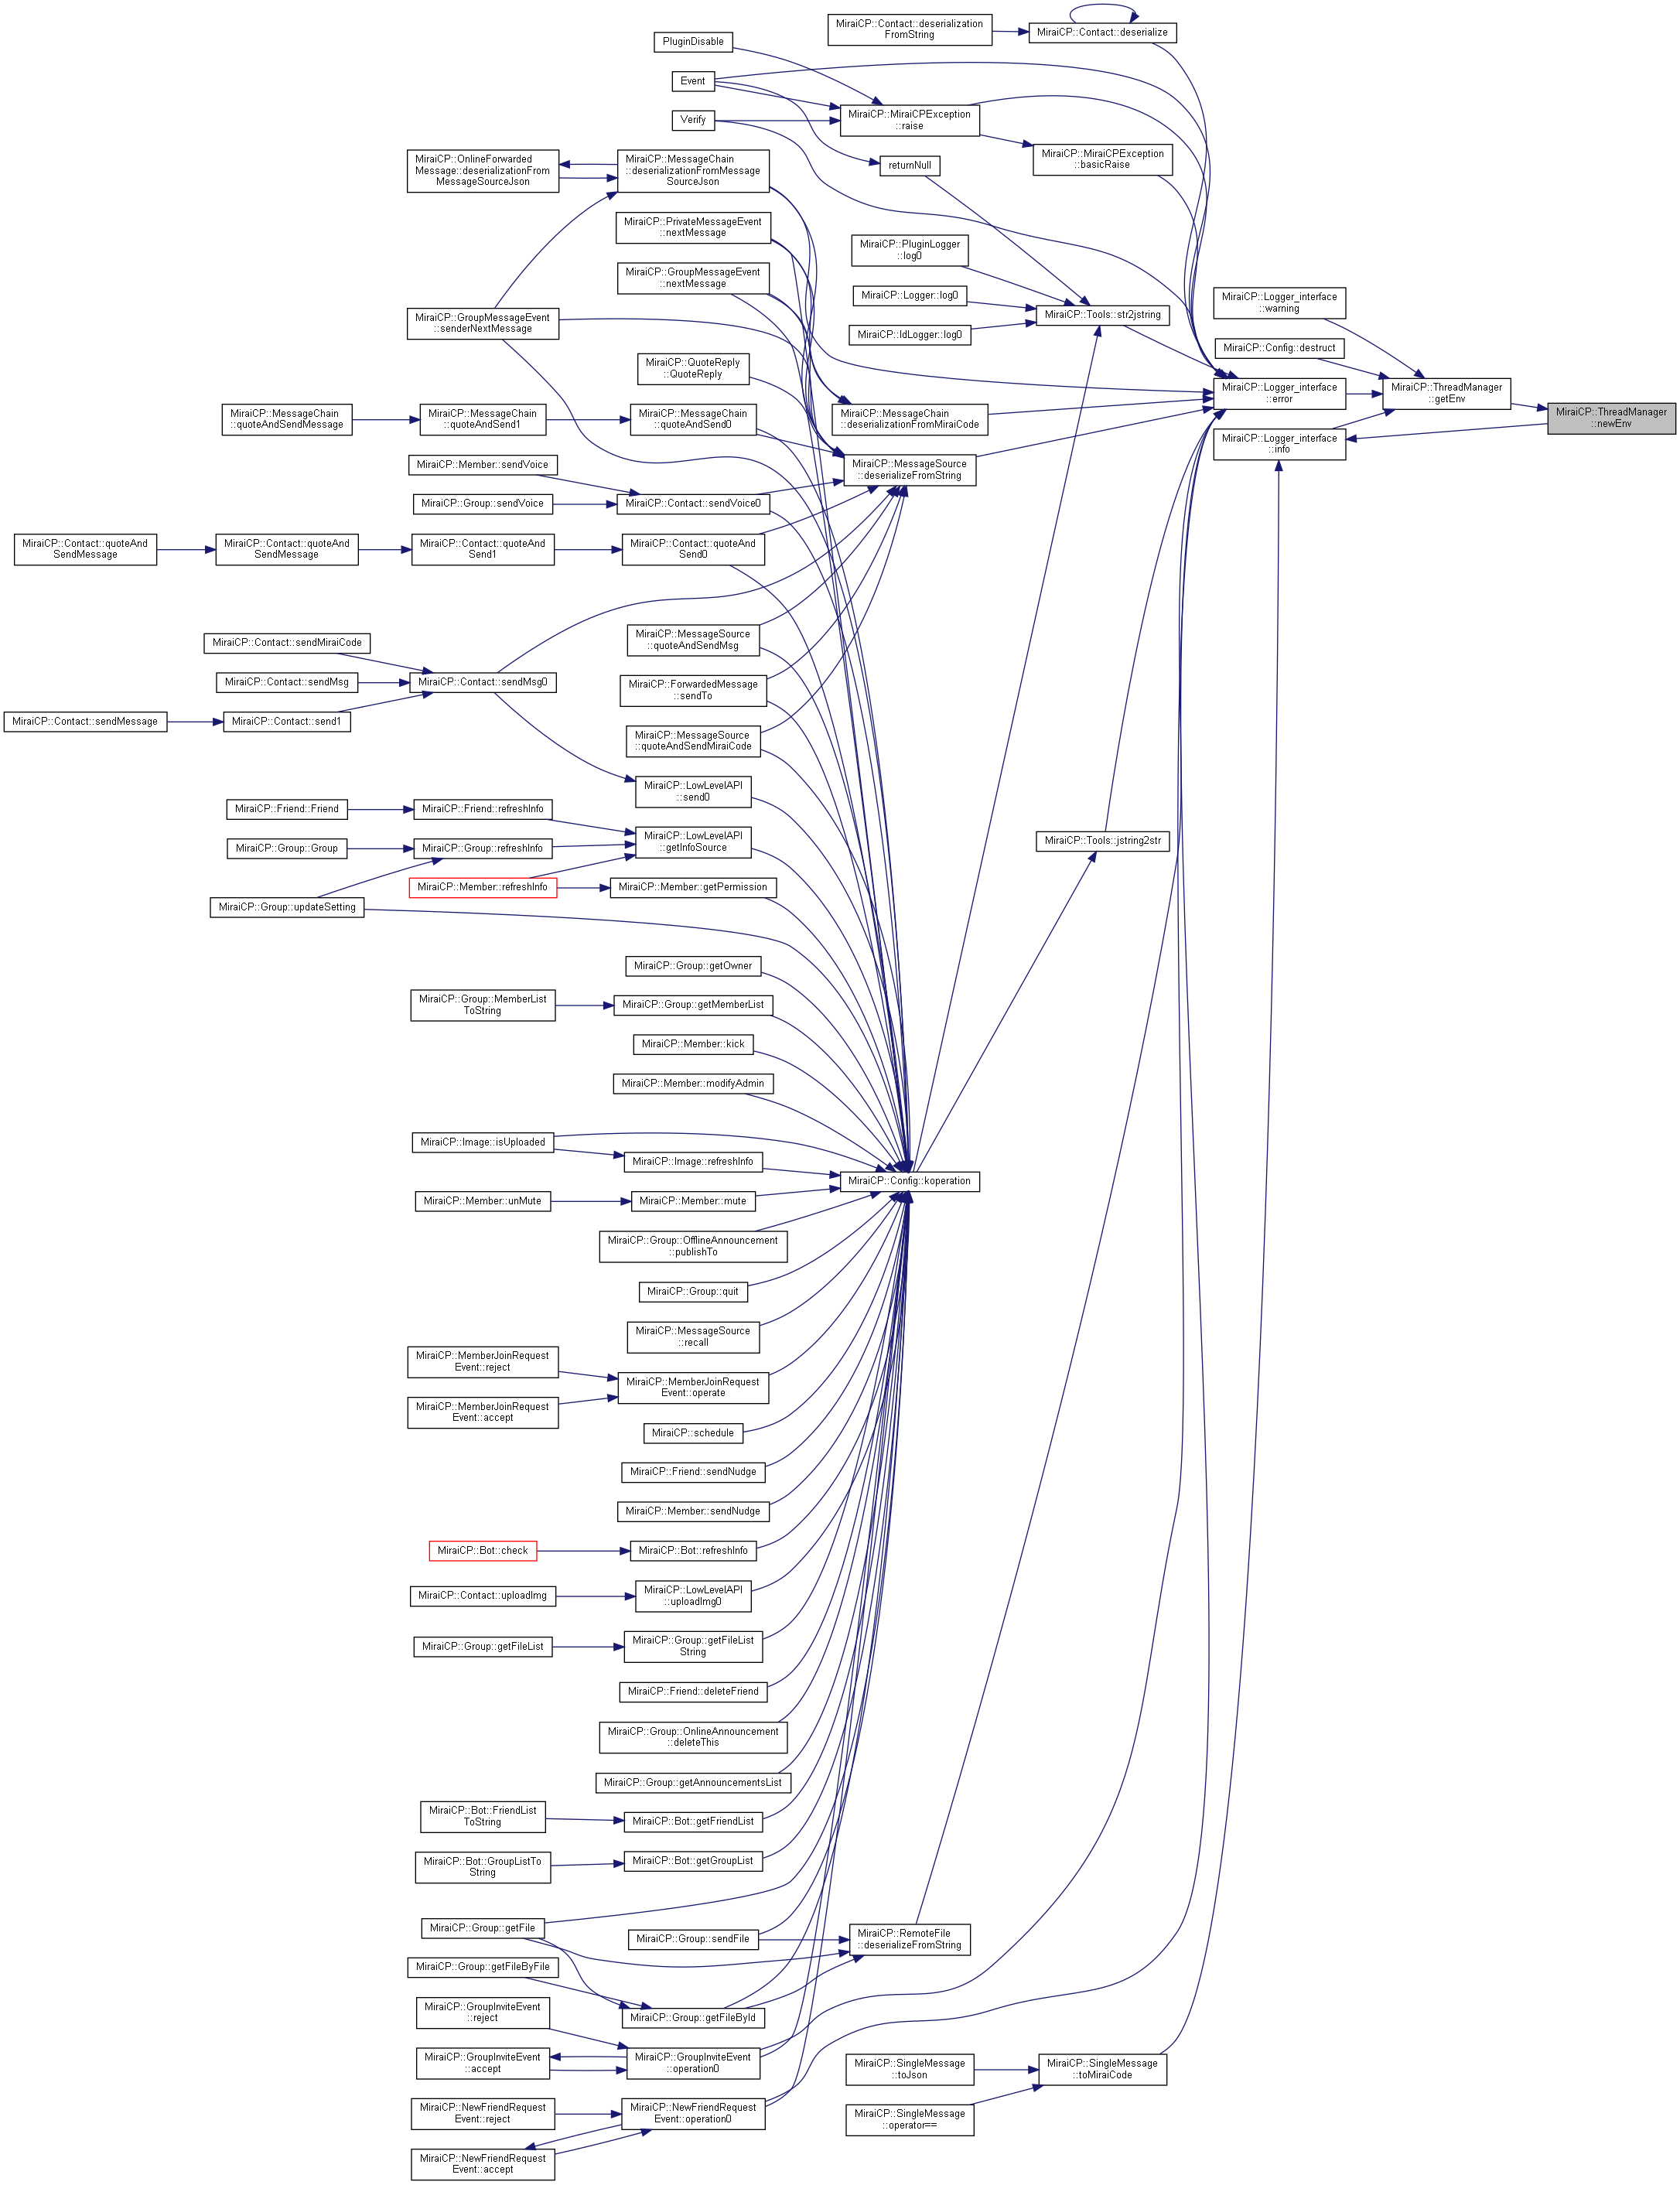 MiraiCP::Contact::deserialization
FromString
MiraiCP::Contact::deserialize
PluginDisable
Event
Verify
MiraiCP::MiraiCPException
::raise
MiraiCP::MiraiCPException
::basicRaise
returnNull
MiraiCP::OnlineForwarded
Message::deserializationFrom
MessageSourceJson
MiraiCP::MessageChain
::deserializationFromMessage
SourceJson
MiraiCP::PrivateMessageEvent
::nextMessage
MiraiCP::GroupMessageEvent
::nextMessage
MiraiCP::PluginLogger
::log0
MiraiCP::Logger::log0
MiraiCP::IdLogger::log0
MiraiCP::Tools::str2jstring
MiraiCP::Logger_interface
::warning
MiraiCP::Config::destruct
MiraiCP::GroupMessageEvent
::senderNextMessage
MiraiCP::QuoteReply
::QuoteReply
MiraiCP::Logger_interface
::error
MiraiCP::ThreadManager
::getEnv
MiraiCP::ThreadManager
::newEnv
MiraiCP::MessageChain
::quoteAndSendMessage
MiraiCP::MessageChain
::quoteAndSend1
MiraiCP::MessageChain
::quoteAndSend0
MiraiCP::MessageChain
::deserializationFromMiraiCode
MiraiCP::Logger_interface
::info
MiraiCP::Member::sendVoice
MiraiCP::MessageSource
::deserializeFromString
MiraiCP::Group::sendVoice
MiraiCP::Contact::sendVoice0
MiraiCP::Contact::quoteAnd
SendMessage
MiraiCP::Contact::quoteAnd
SendMessage
MiraiCP::Contact::quoteAnd
Send1
MiraiCP::Contact::quoteAnd
Send0
MiraiCP::Contact::sendMiraiCode
MiraiCP::MessageSource
::quoteAndSendMsg
MiraiCP::Contact::sendMsg
MiraiCP::Contact::sendMsg0
MiraiCP::ForwardedMessage
::sendTo
MiraiCP::Contact::sendMessage
MiraiCP::Contact::send1
MiraiCP::MessageSource
::quoteAndSendMiraiCode
MiraiCP::LowLevelAPI
::send0
MiraiCP::Friend::Friend
MiraiCP::Friend::refreshInfo
MiraiCP::Group::Group
MiraiCP::Group::refreshInfo
MiraiCP::LowLevelAPI
::getInfoSource
MiraiCP::Tools::jstring2str
MiraiCP::Member::refreshInfo
MiraiCP::Member::getPermission
MiraiCP::Group::updateSetting
MiraiCP::Group::getOwner
MiraiCP::Group::MemberList
ToString
MiraiCP::Group::getMemberList
MiraiCP::Member::kick
MiraiCP::Member::modifyAdmin
MiraiCP::Image::isUploaded
MiraiCP::Image::refreshInfo
MiraiCP::Config::koperation
MiraiCP::Member::unMute
MiraiCP::Member::mute
MiraiCP::Group::OfflineAnnouncement
::publishTo
MiraiCP::Group::quit
MiraiCP::MessageSource
::recall
MiraiCP::MemberJoinRequest
Event::reject
MiraiCP::MemberJoinRequest
Event::operate
MiraiCP::MemberJoinRequest
Event::accept
MiraiCP::schedule
MiraiCP::Friend::sendNudge
MiraiCP::Member::sendNudge
MiraiCP::Bot::check
MiraiCP::Bot::refreshInfo
MiraiCP::Contact::uploadImg
MiraiCP::LowLevelAPI
::uploadImg0
MiraiCP::Group::getFileList
MiraiCP::Group::getFileList
String
MiraiCP::Friend::deleteFriend
MiraiCP::Group::OnlineAnnouncement
::deleteThis
MiraiCP::Group::getAnnouncementsList
MiraiCP::Bot::FriendList
ToString
MiraiCP::Bot::getFriendList
MiraiCP::Bot::GroupListTo
String
MiraiCP::Bot::getGroupList
MiraiCP::Group::getFile
MiraiCP::Group::sendFile
MiraiCP::RemoteFile
::deserializeFromString
MiraiCP::Group::getFileByFile
MiraiCP::Group::getFileById
MiraiCP::GroupInviteEvent
::reject
MiraiCP::GroupInviteEvent
::accept
MiraiCP::GroupInviteEvent
::operation0
MiraiCP::SingleMessage
::toJson
MiraiCP::SingleMessage
::toMiraiCode
MiraiCP::NewFriendRequest
Event::reject
MiraiCP::NewFriendRequest
Event::operation0
MiraiCP::SingleMessage
::operator==
MiraiCP::NewFriendRequest
Event::accept